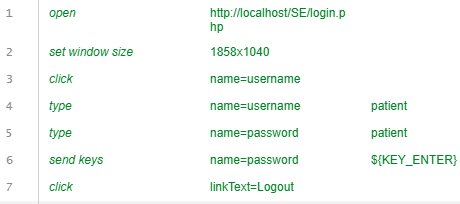 1 open http://localhost/SE/login.p
hp
2 set window size 1858x1040
3 click name=username
4 type name=username patient
5 type name=password patient
6 send keys name=password ${KEY_ENTER}
7 click linkText=Logout